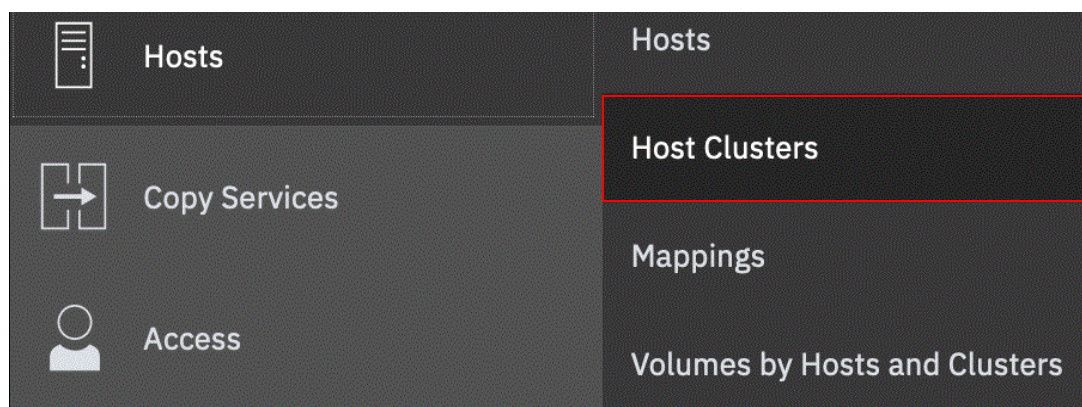 Hosts
Copy Services
Access
Hosts
Host Clusters
Mappings
Volumes by Hosts and Clusters